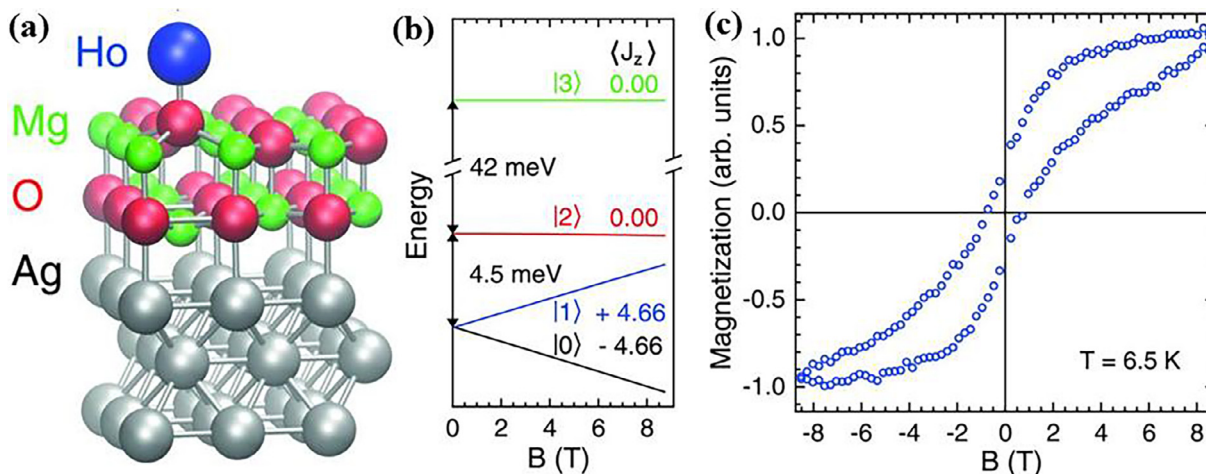 (a)
Ho
Mg
O
Ag
(b)
Energy
⟨Jz⟩
|3⟩ 0.00
42 meV
|2⟩ 0.00
4.5 meV
|1⟩ + 4.66
|0⟩ - 4.66
0 2 4 6 8
B (T)
(c)
Magnetization (arb. units)
1.0
0.5
0.0
-0.5
-1.0
T = 6.5 K
-8 -6 -4 -2 0 2 4 6 8
B (T)